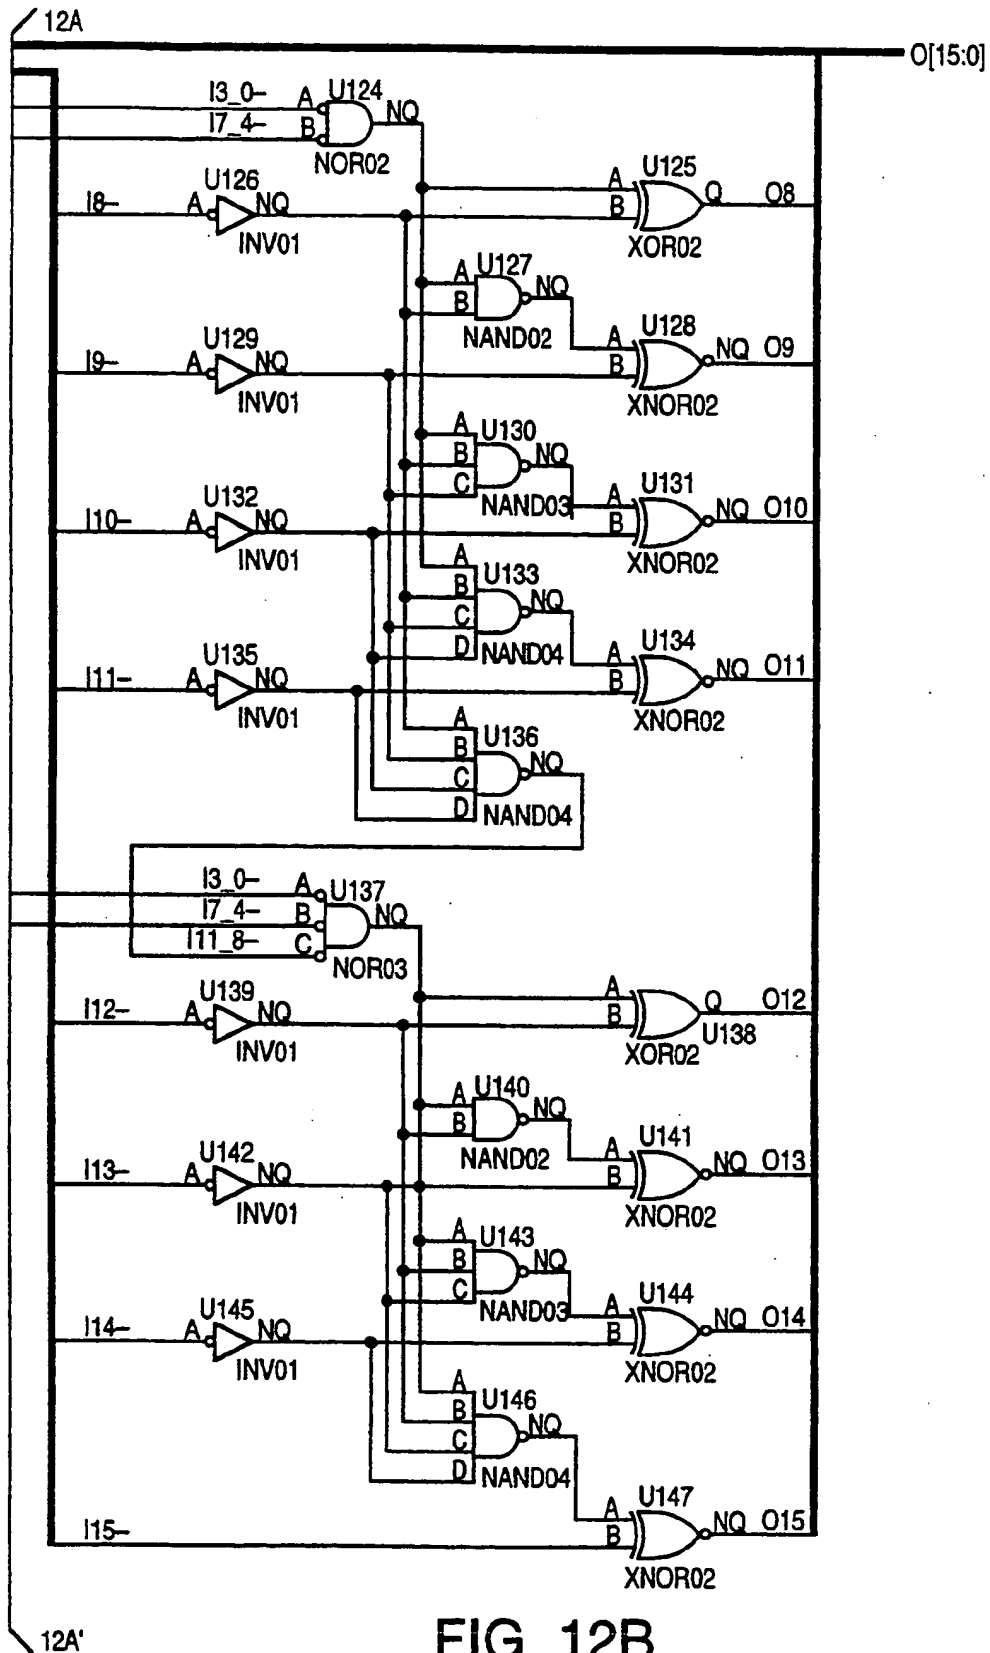 12A
O[15:0]
I3_0- A U124 NQ
I7_4- B
NOR02
U126
I8- A NQ
INV01
U125
A Q O8
B
XOR02
U127
A NQ
B
NAND02
U129
I9- A NQ
INV01
U128
A NQ O9
B
XNOR02
U130
A
B NQ
C
NAND03
U132
I10- A NQ
INV01
U131
A NQ O10
B
XNOR02
A U133
B NQ
C
D NAND04
U135
I11- A NQ
INV01
U134
A NQ O11
B
XNOR02
A U136
B NQ
C
D NAND04
I3_0- A U137
I7_4- B NQ
I11_8- C
NOR03
U139
I12- A NQ
INV01
A Q O12
B U138
XOR02
U140
A NQ
B
NAND02
U142
I13- A NQ
INV01
U141
A NQ O13
B
XNOR02
U143
A
B NQ
C
NAND03
U145
I14- A NQ
INV01
U144
A NQ O14
B
XNOR02
A U146
B NQ
C
D NAND04
I15-
U147
A NQ O15
B
XNOR02
12A'
FIG. 12B